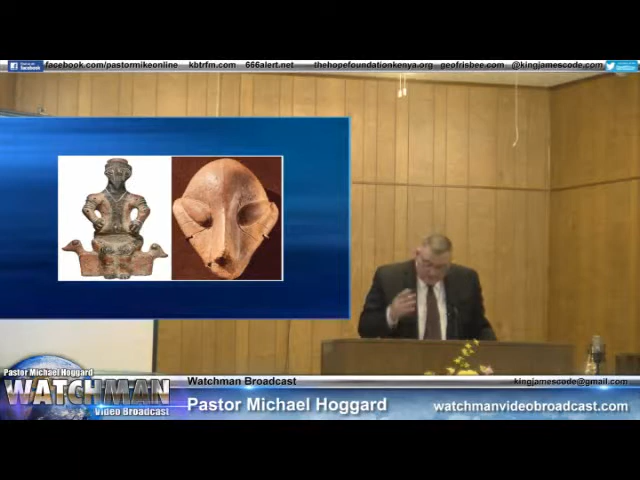 facebook.com/pastormikeonline kbtrfm.com 666alert.net thehopefoundationkenya.org geofrisbee.com @kingjamescode.com
Pastor Michael Hoggard
WATCHMAN
Video Broadcast
Watchman Broadcast kingjamescode@gmail.com
Pastor Michael Hoggard watchmanvideobroadcast.com